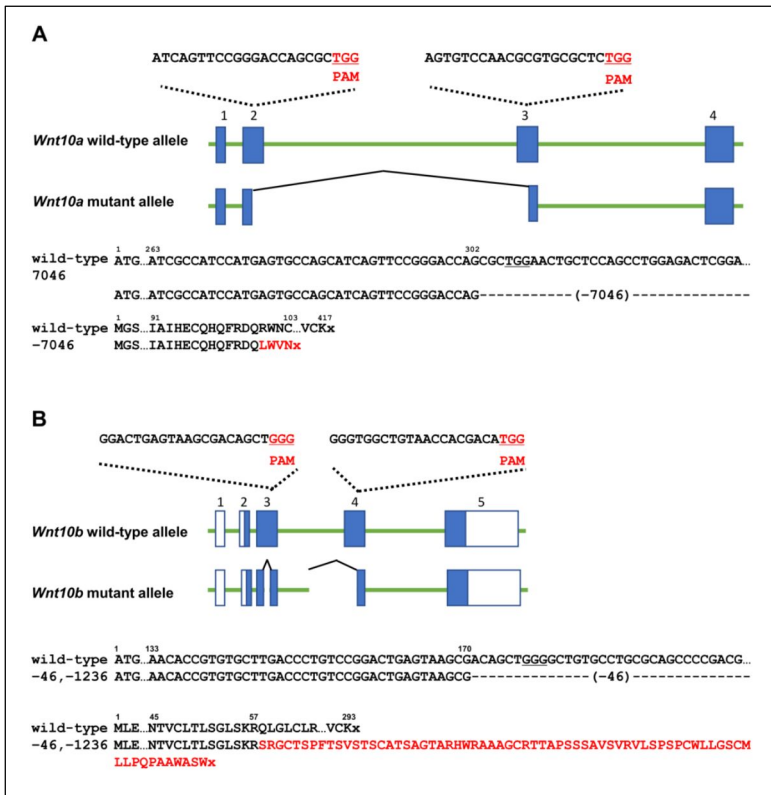 A
ATCAGTTCCGGGACCAGCGCTGG AGTGTCCAACGCGTGCGCTCTGG
PAM PAM
1 2 3 4
Wnt10a wild-type allele
Wnt10a mutant allele
1 263 302
wild-type ATG…ATCGCCATCCATGAGTGCCAGCATCAGTTCCGGGACCAGCGCTGGAACTGCTCCAGCCTGGAGACTCGGA…
7046
ATG…ATCGCCATCCATGAGTGCCAGCATCAGTTCCGGGACCAG------------(-7046)----------------
1 91 103 417
wild-type MGS…IAIHECQHQFRDQRWNC…VCKx
-7046 MGS…IAIHECQHQFRDQLWVNx
B
GGACTGAGTAAGCGACAGCTGGG GGGTGGCTGTAACCACGACATGG
PAM PAM
1 2 3 4 5
Wnt10b wild-type allele
Wnt10b mutant allele
1 133 170
wild-type ATG…AACACCGTGTGCTTGACCCTGTCCGGACTGAGTAAGCGACAGCTGGGGCTGTGCCTGCGCAGCCCCGACG…
-46,-1236 ATG…AACACCGTGTGCTTGACCCTGTCCGGACTGAGTAAGCG--------------(-46)--------------
1 45 57 293
wild-type MLE…NTVCLTLSGLSKRQLGLCLR…VCKx
-46,-1236 MLE…NTVCLTLSGLSKRSRGCTSPFTSVSTSCATSAGTARHWRAAAGCRTTAPSSSAVSVRVLSPSPCWLLGSCM
LLPQPAAWASWx